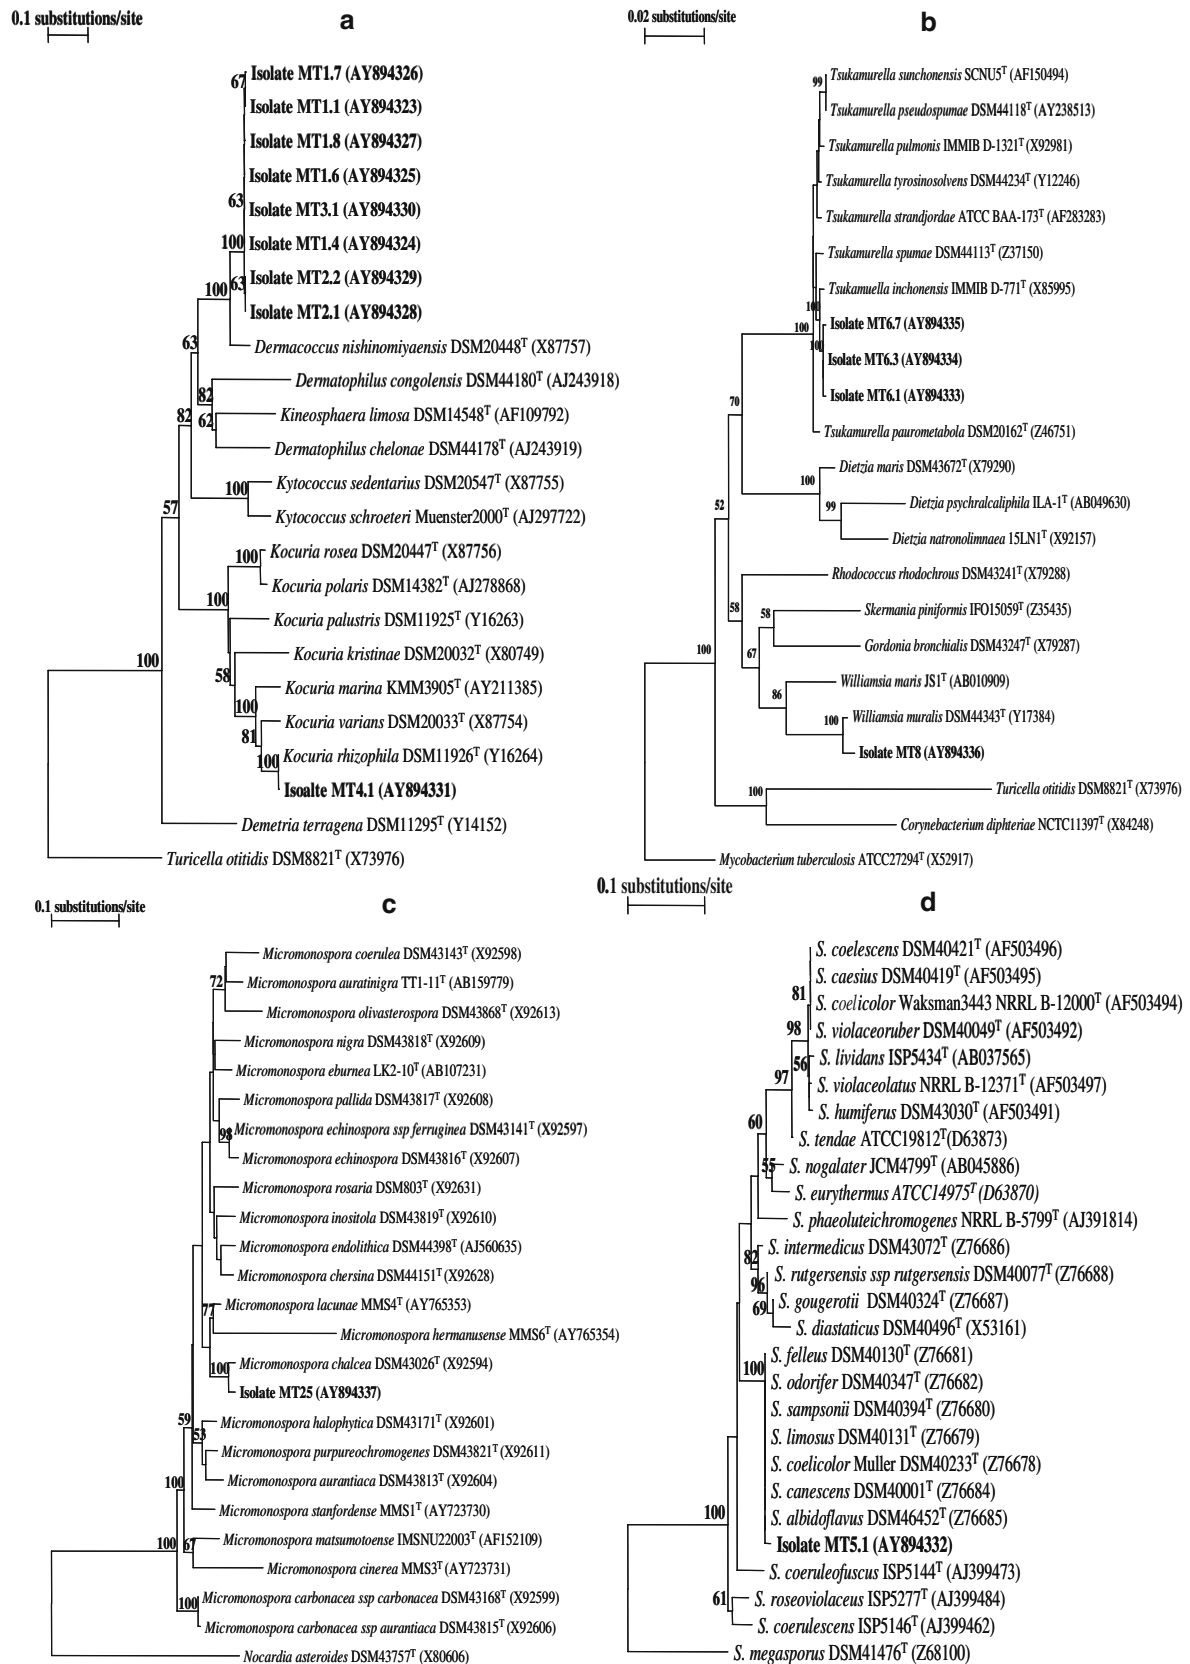 0.1 substitutions/site
a
67
Isolate MT1.7 (AY894326)
Isolate MT1.1 (AY894323)
Isolate MT1.8 (AY894327)
Isolate MT1.6 (AY894325)
63
Isolate MT3.1 (AY894330)
100
Isolate MT1.4 (AY894324)
63
Isolate MT2.2 (AY894329)
100
Isolate MT2.1 (AY894328)
63
Dermacoccus nishinomiyaensis DSM20448T (X87757)
Dermatophilus congolensis DSM44180T (AJ243918)
82
82
62
Kineosphaera limosa DSM14548T (AF109792)
Dermatophilus chelonae DSM44178T (AJ243919)
100
Kytococcus sedentarius DSM20547T (X87755)
57
Kytococcus schroeteri Muenster2000T (AJ297722)
100
Kocuria rosea DSM20447T (X87756)
Kocuria polaris DSM14382T (AJ278868)
100
Kocuria palustris DSM11925T (Y16263)
100
58
Kocuria kristinae DSM20032T (X80749)
Kocuria marina KMM3905T (AY211385)
100
Kocuria varians DSM20033T (X87754)
81
100
Kocuria rhizophila DSM11926T (Y16264)
Isoalte MT4.1 (AY894331)
Demetria terragena DSM11295T (Y14152)
Turicella otitidis DSM8821T (X73976)
0.02 substitutions/site
b
99
Tsukamurella sunchonensis SCNU5T (AF150494)
Tsukamurella pseudospumae DSM44118T (AY238513)
Tsukamurella pulmonis IMMIB D-1321T (X92981)
Tsukamurella tyrosinosolvens DSM44234T (Y12246)
Tsukamurella strandjordae ATCC BAA-173T (AF283283)
Tsukamurella spumae DSM44113T (Z37150)
Tsukamuella inchonensis IMMIB D-771T (X85995)
100
100
Isolate MT6.7 (AY894335)
100
Isolate MT6.3 (AY894334)
Isolate MT6.1 (AY894333)
70
Tsukamurella paurometabola DSM20162T (Z46751)
100
Dietzia maris DSM43672T (X79290)
52
99
Dietzia psychralcaliphila ILA-1T (AB049630)
Dietzia natronolimnaea 15LN1T (X92157)
Rhodococcus rhodochrous DSM43241T (X79288)
58
58
Skermania piniformis IFO15059T (Z35435)
100
67
Gordonia bronchialis DSM43247T (X79287)
86
Williamsia maris JS1T (AB010909)
100
Williamsia muralis DSM44343T (Y17384)
Isolate MT8 (AY894336)
100
Turicella otitidis DSM8821T (X73976)
Corynebacterium diphteriae NCTC11397T (X84248)
Mycobacterium tuberculosis ATCC27294T (X52917)
0.1 substitutions/site
c
Micromonospora coerulea DSM43143T (X92598)
72
Micromonospora auratinigra TT1-11T (AB159779)
Micromonospora olivasterospora DSM43868T (X92613)
Micromonospora nigra DSM43818T (X92609)
Micromonospora eburnea LK2-10T (AB107231)
Micromonospora pallida DSM43817T (X92608)
98
Micromonospora echinospora ssp ferruginea DSM43141T (X92597)
Micromonospora echinospora DSM43816T (X92607)
Micromonospora rosaria DSM803T (X92631)
Micromonospora inositola DSM43819T (X92610)
Micromonospora endolithica DSM44398T (AJ560635)
Micromonospora chersina DSM44151T (X92628)
77
Micromonospora lacunae MMS4T (AY765353)
Micromonospora hermanusense MMS6T (AY765354)
100
Micromonospora chalcea DSM43026T (X92594)
Isolate MT25 (AY894337)
59
53
Micromonospora halophytica DSM43171T (X92601)
Micromonospora purpureochromogenes DSM43821T (X92611)
100
Micromonospora aurantiaca DSM43813T (X92604)
Micromonospora stanfordense MMS1T (AY723730)
100
67
Micromonospora matsumotoense IMSNU22003T (AF152109)
Micromonospora cinerea MMS3T (AY723731)
100
Micromonospora carbonacea ssp carbonacea DSM43168T (X92599)
Micromonospora carbonacea ssp aurantiaca DSM43815T (X92606)
Nocardia asteroides DSM43757T (X80606)
0.1 substitutions/site
d
S. coelescens DSM40421T (AF503496)
S. caesius DSM40419T (AF503495)
81
S. coelicolor Waksman3443 NRRL B-12000T (AF503494)
98
S. violaceoruber DSM40049T (AF503492)
56
S. lividans ISP5434T (AB037565)
97
S. violaceolatus NRRL B-12371T (AF503497)
S. humiferus DSM43030T (AF503491)
60
S. tendae ATCC19812T(D63873)
55
S. nogalater JCM4799T (AB045886)
S. eurythermus ATCC14975T (D63870)
S. phaeoluteichromogenes NRRL B-5799T (AJ391814)
82
S. intermedicus DSM43072T (Z76686)
96
S. rutgersensis ssp rutgersensis DSM40077T (Z76688)
69
S. gougerotii DSM40324T (Z76687)
S. diastaticus DSM40496T (X53161)
100
S. felleus DSM40130T (Z76681)
S. odorifer DSM40347T (Z76682)
S. sampsonii DSM40394T (Z76680)
S. limosus DSM40131T (Z76679)
S. coelicolor Muller DSM40233T (Z76678)
S. canescens DSM40001T (Z76684)
100
S. albidoflavus DSM46452T (Z76685)
Isolate MT5.1 (AY894332)
S. coeruleofuscus ISP5144T (AJ399473)
61
S. roseoviolaceus ISP5277T (AJ399484)
S. coerulescens ISP5146T (AJ399462)
S. megasporus DSM41476T (Z68100)